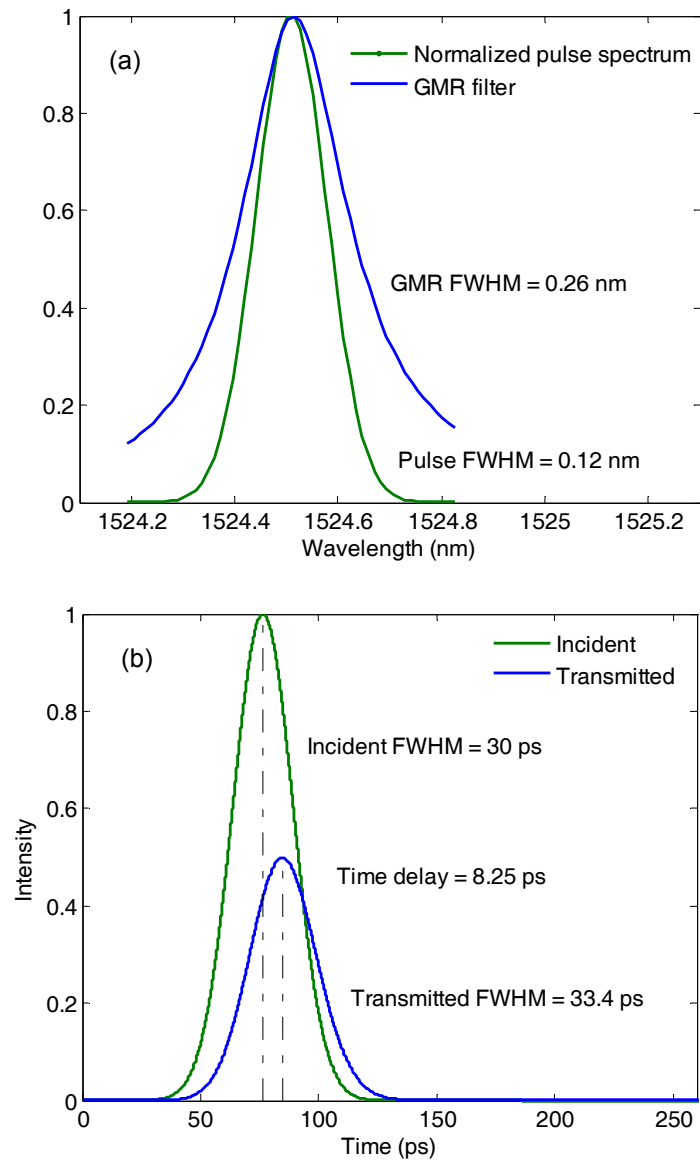 (a)
Normalized pulse spectrum
GMR filter
GMR FWHM = 0.26 nm
Pulse FWHM = 0.12 nm
1
0.8
0.6
0.4
0.2
0
1524.2 1524.4 1524.6 1524.8 1525 1525.2
Wavelength (nm)
(b)
Incident
Transmitted
Incident FWHM = 30 ps
Time delay = 8.25 ps
Transmitted FWHM = 33.4 ps
Intensity
1
0.8
0.6
0.4
0.2
0
0 50 100 150 200 250
Time (ps)